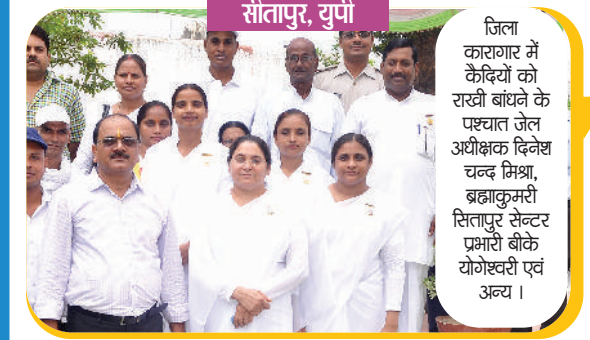 सीतापुर, युपी
जिला
कारागार में
कैदियों को
राखी बांधने के
पश्चात जेल
अधीक्षक दिनेश
चन्द मिश्रा,
ब्रह्माकुमरी
सितापुर सेन्टर
प्रभारी बीके
योगेश्वरी एवं
अन्य ।